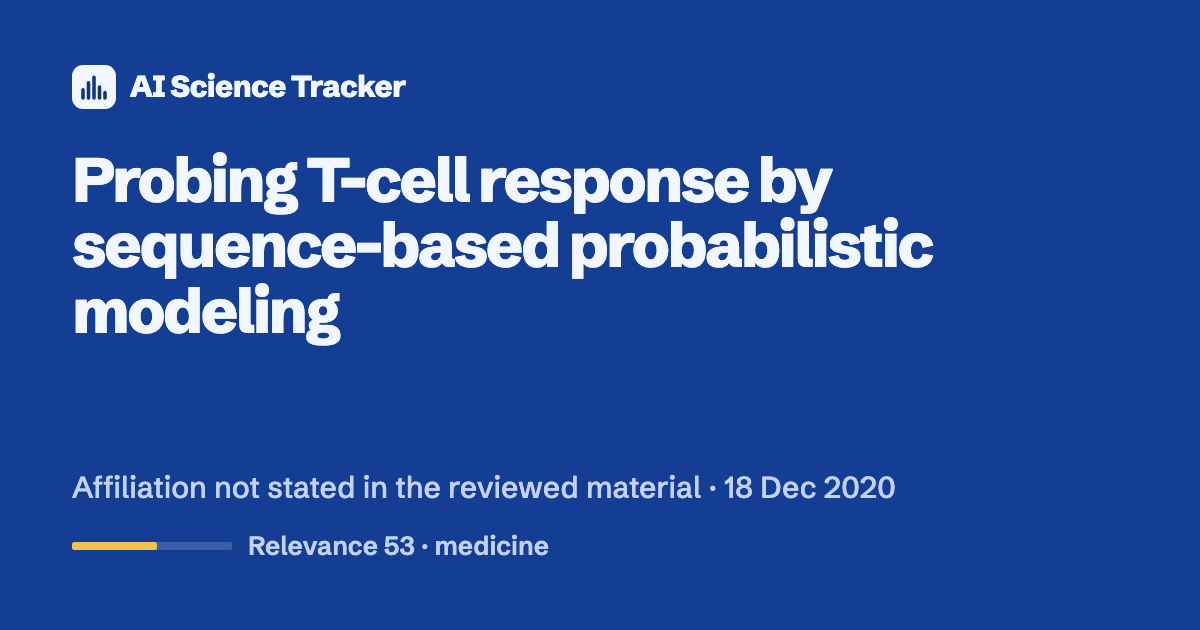 AI Science Tracker
Probing T-cell response by
sequence-based probabilistic
modeling
Affiliation not stated in the reviewed material · 18 Dec 2020
Relevance 53 · medicine